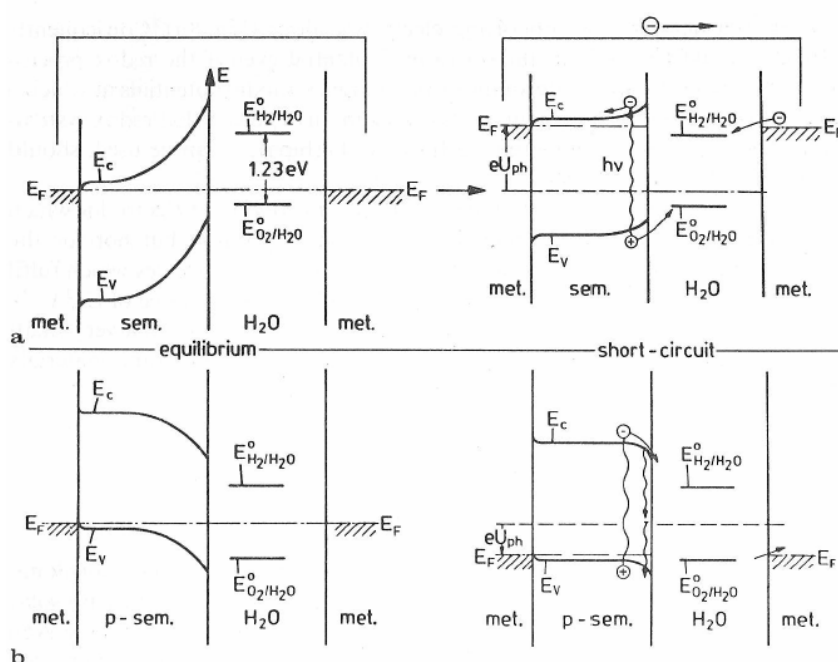 E
E_c
E_F
E_V
E°_{H₂/H₂O}
1.23eV
E°_{O₂/H₂O}
E_F
met.
sem.
H₂O
met.
a
⊖
E_c
⊖
E_F
eU_ph
hν
⊕
E_V
E°_{H₂/H₂O}
⊖
E_F
E°_{O₂/H₂O}
met.
sem.
H₂O
met.
equilibrium
short-circuit
E_c
E_F
E_V
E°_{H₂/H₂O}
E_F
E°_{O₂/H₂O}
met.
p-sem.
H₂O
met.
b
E_c
⊖
E°_{H₂/H₂O}
eU_ph
E_F
⊕
E_V
E_F
E°_{O₂/H₂O}
met.
p-sem.
H₂O
met.